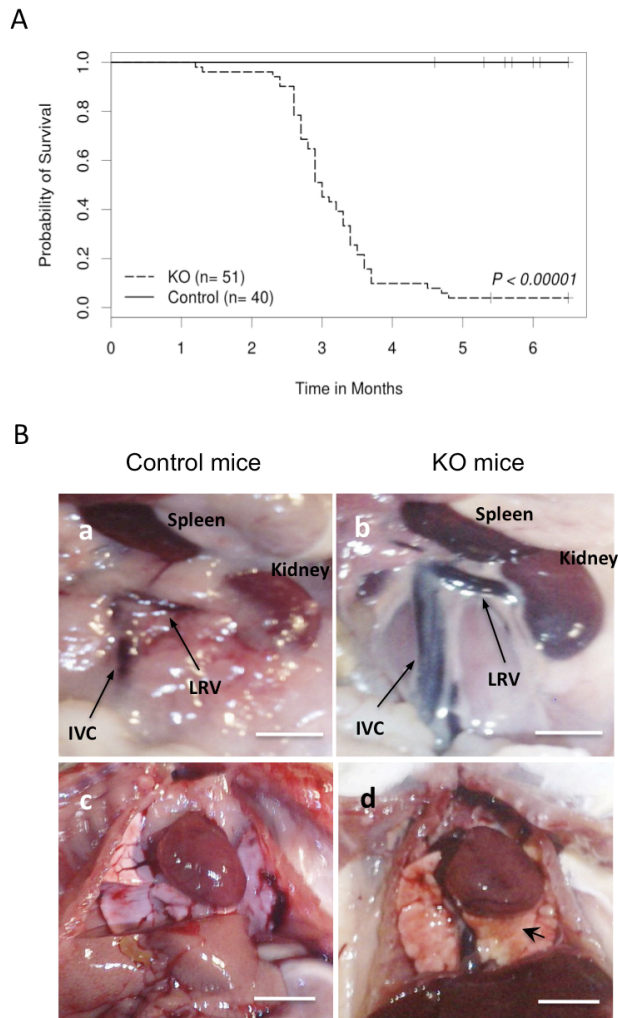 A
Probability of Survival
1.0
0.8
0.6
0.4
0.2
0.0
KO (n= 51)
Control (n= 40)
P < 0.00001
0 1 2 3 4 5 6
Time in Months
B
Control mice KO mice
a
Spleen
Kidney
LRV
IVC
b
Spleen
Kidney
LRV
IVC
c
d